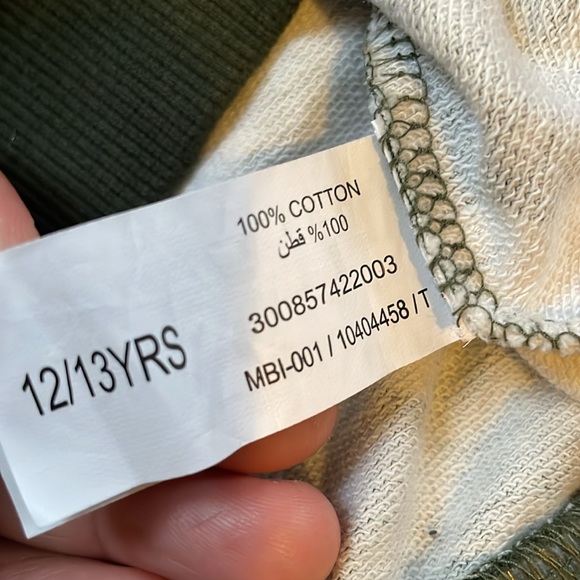 100% COTTON
%100 قطن
300857422003
MBI-001 / 10404458 / T
12/13YRS